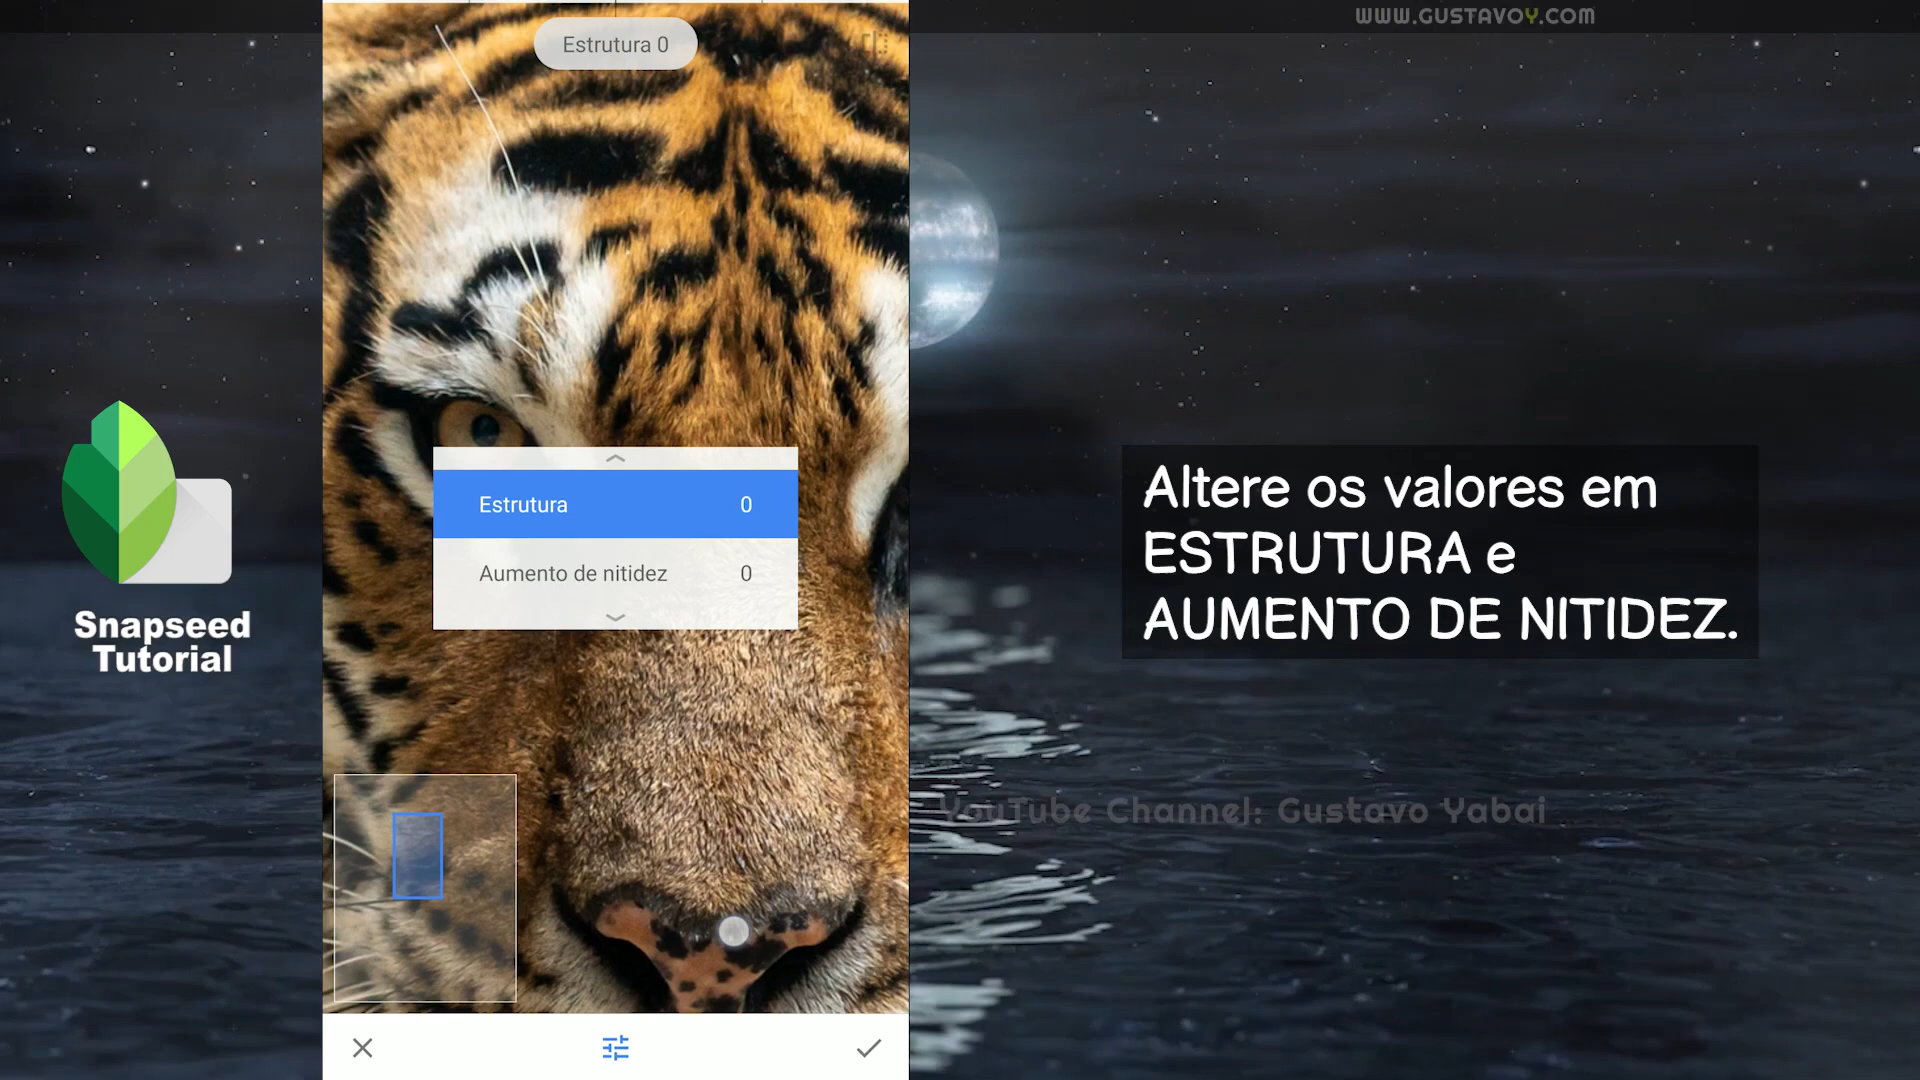 WWW.GUSTAVOY.COM
Estrutura 0
Estrutura 0
Aumento de nitidez 0
Snapseed
Tutorial
Altere os valores em
ESTRUTURA e
AUMENTO DE NITIDEZ.
YouTube Channel: Gustavo Yabai